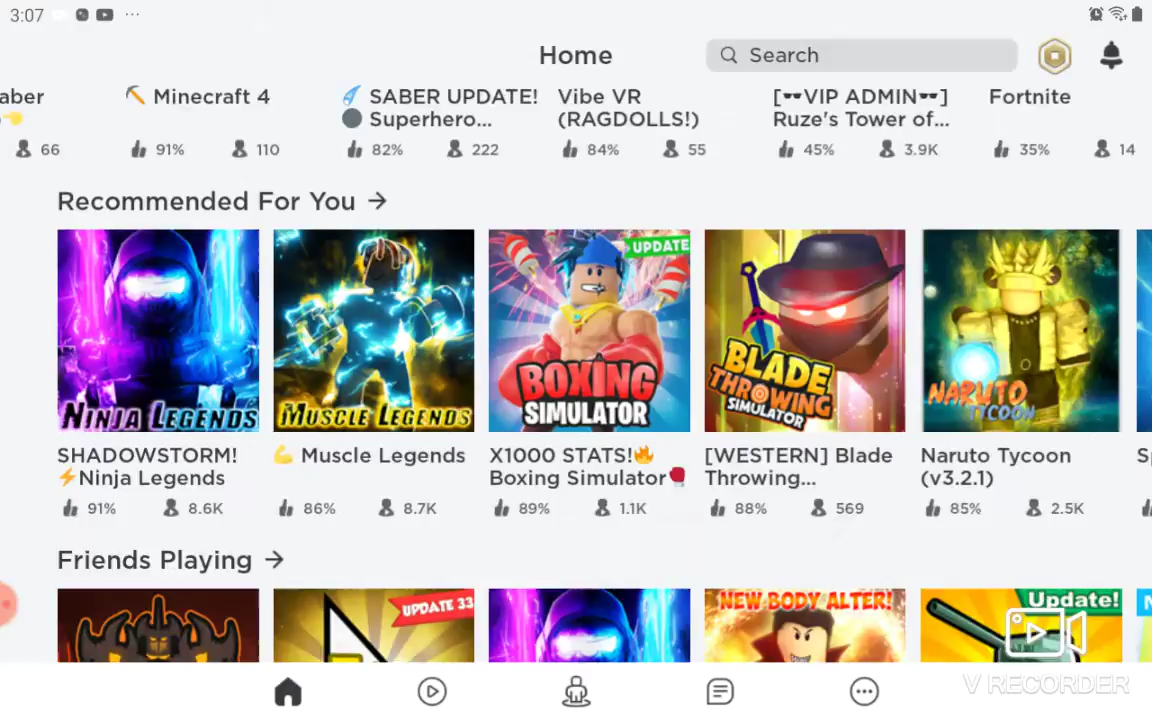 3:07
Home
Search
aber
Minecraft 4
SABER UPDATE!
Superhero...
Vibe VR
(RAGDOLLS!)
[🕶VIP ADMIN🕶]
Ruze's Tower of...
Fortnite
66
91%
110
82%
222
84%
55
45%
3.9K
35%
14
Recommended For You →
NINJA LEGENDS
MUSCLE LEGENDS
UPDATE
BOXING
SIMULATOR
BLADE
THROWING
SIMULATOR
NARUTO
TYCOON
SHADOWSTORM!
⚡Ninja Legends
💪 Muscle Legends
X1000 STATS!🔥
Boxing Simulator🥊
[WESTERN] Blade
Throwing...
Naruto Tycoon
(v3.2.1)
91%
8.6K
86%
8.7K
89%
1.1K
88%
569
85%
2.5K
Friends Playing →
UPDATE 33
NEW BODY ALTER!
Update!
V RECORDER